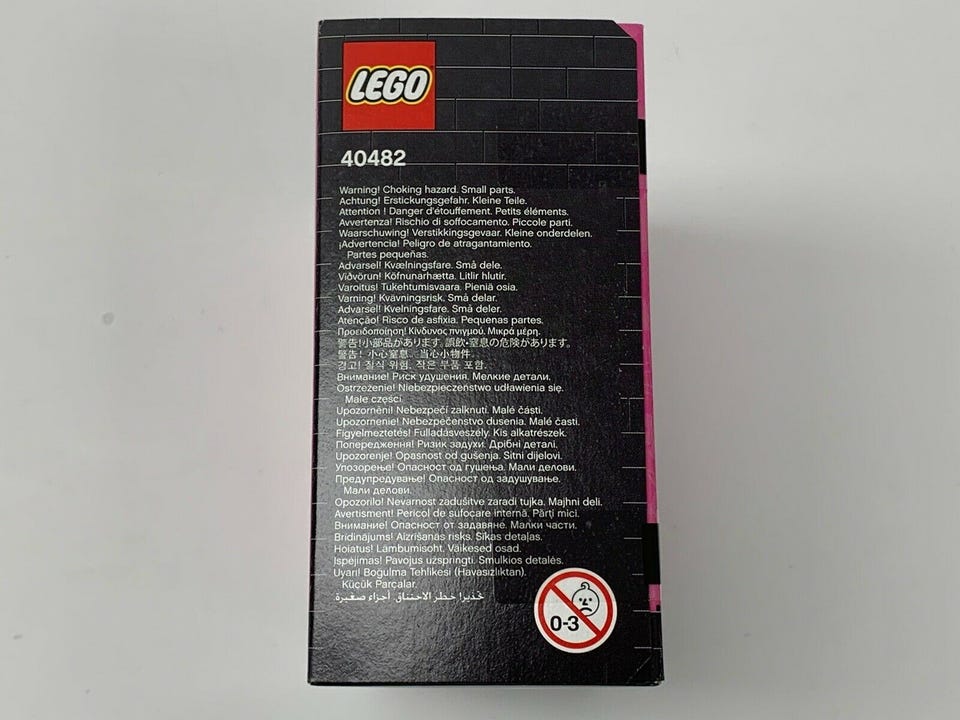 LEGO
40482
Warning! Choking hazard. Small parts.
Achtung! Erstickungsgefahr. Kleine Teile.
Attention ! Danger d'étouffement. Petits éléments.
Avvertenza! Rischio di soffocamento. Piccole parti.
Waarschuwing! Verstikkingsgevaar. Kleine onderdelen.
¡Advertencia! Peligro de atragantamiento.
Partes pequeñas.
Advarsel! Kvælningsfare. Små dele.
Viðvörun! Köfnunarhætta. Litlir hlutir.
Varoitus! Tukehtumisvaara. Pieniä osia.
Varning! Kvävningsrisk. Små delar.
Advarsel! Kvelningsfare. Små deler.
Atenção! Risco de asfixia. Pequenas partes.
Προειδοποίηση! Κίνδυνος πνιγμού. Μικρά μέρη.
警告!小部品があります。誤飲・窒息の危険があります。
警告! 小心窒息。当心小物件。
경고! 질식 위험. 작은 부품 포함.
Внимание! Риск удушения. Мелкие детали.
Ostrzeżenie! Niebezpieczeństwo udławienia się.
Małe części.
Upozornění! Nebezpečí zalknutí. Malé části.
Upozornenie! Nebezpečenstvo dusenia. Malé časti.
Figyelmeztetés! Fulladásveszély. Kis alkatrészek.
Попередження! Ризик задухи. Дрібні деталі.
Upozorenje! Opasnost od gušenja. Sitni dijelovi.
Упозорење! Опасност од гушења. Мали делови.
Предупредување! Опасност од задушување.
Мали делови.
Opozorilo! Nevarnost zadušitve zaradi tujka. Majhni deli.
Avertisment! Pericol de sufocare internă. Părți mici.
Внимание! Опасност от задавяне. Малки части.
Brīdinājums! Aizrīšanās risks. Sīkas detaļas.
Hoiatus! Lämbumisoht. Väikesed osad.
Įspėjimas! Pavojus užspringti. Smulkios detalės.
Uyarı! Boğulma Tehlikesi (Havasızlıktan).
Küçük Parçalar.
تحذير! خطر الاختناق. أجزاء صغيرة
0-3